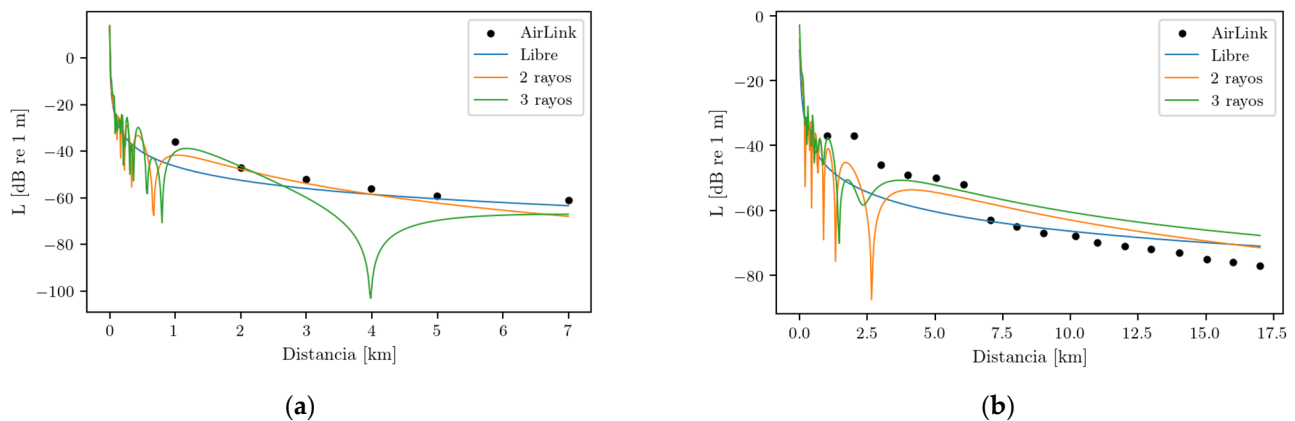 0
−20
−40
−60
−80
−100
L [dB re 1 m]
0 1 2 3 4 5 6 7
Distancia [km]
AirLink
Libre
2 rayos
3 rayos
(a)
0
−20
−40
−60
−80
L [dB re 1 m]
0.0 2.5 5.0 7.5 10.0 12.5 15.0 17.5
Distancia [km]
AirLink
Libre
2 rayos
3 rayos
(b)